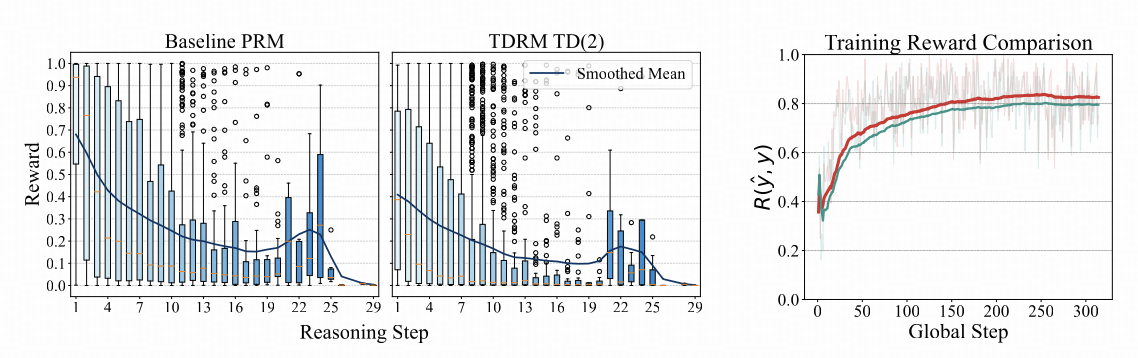 Baseline PRM
Reward
1.0
0.9
0.8
0.7
0.6
0.5
0.4
0.3
0.2
0.1
0.0
1 4 7 10 13 16 19 22 25 29
TDRM TD(2)
Smoothed Mean
1 4 7 10 13 16 19 22 25 29
Reasoning Step
Training Reward Comparison
R(ŷ, y)
1.0
0.8
0.6
0.4
0.2
0.0
0 50 100 150 200 250 300
Global Step